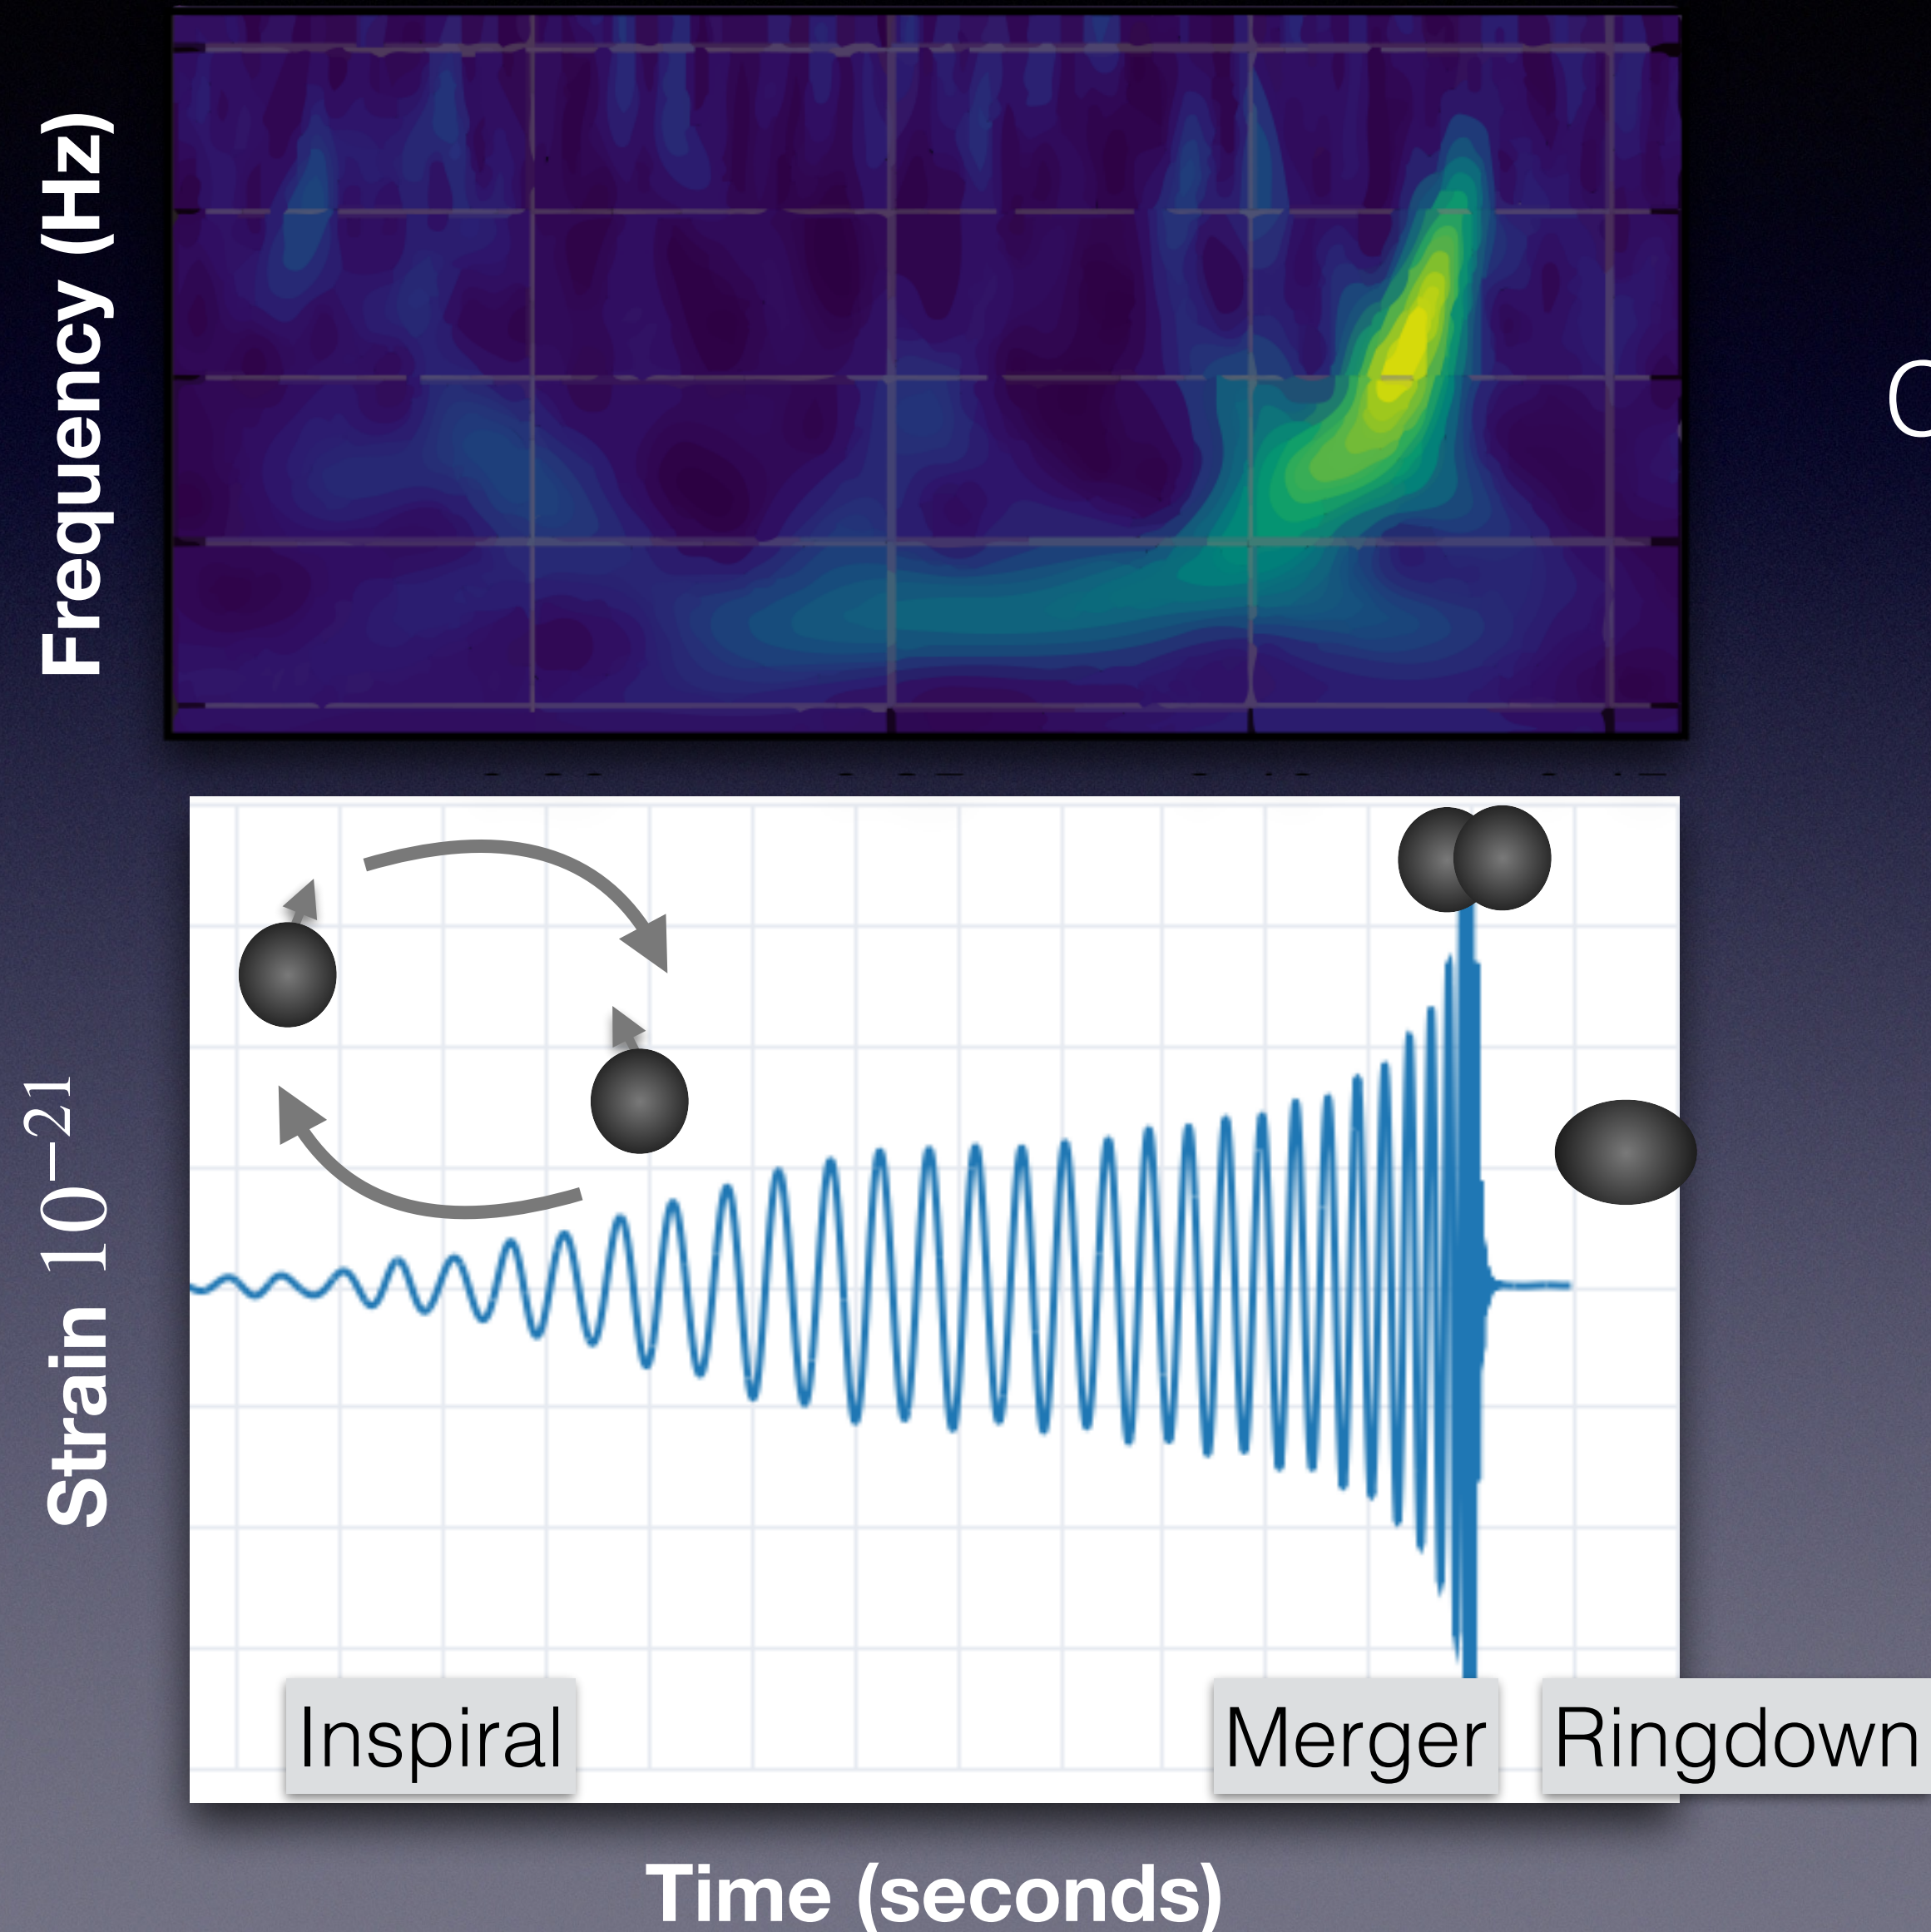 Frequency (Hz)
Strain 10⁻²¹
Inspiral
Merger
Ringdown
Time (seconds)